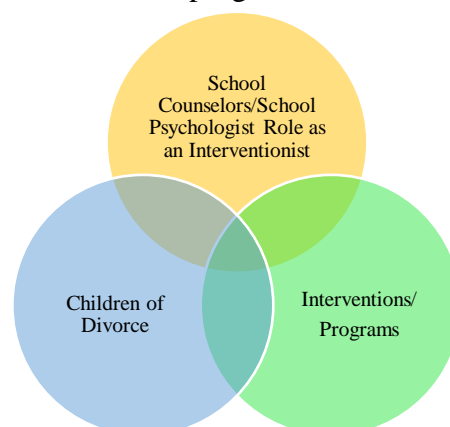 School
Counselors/School
Psychologist Role as
an Interventionist
Children of
Divorce
Interventions/
Programs